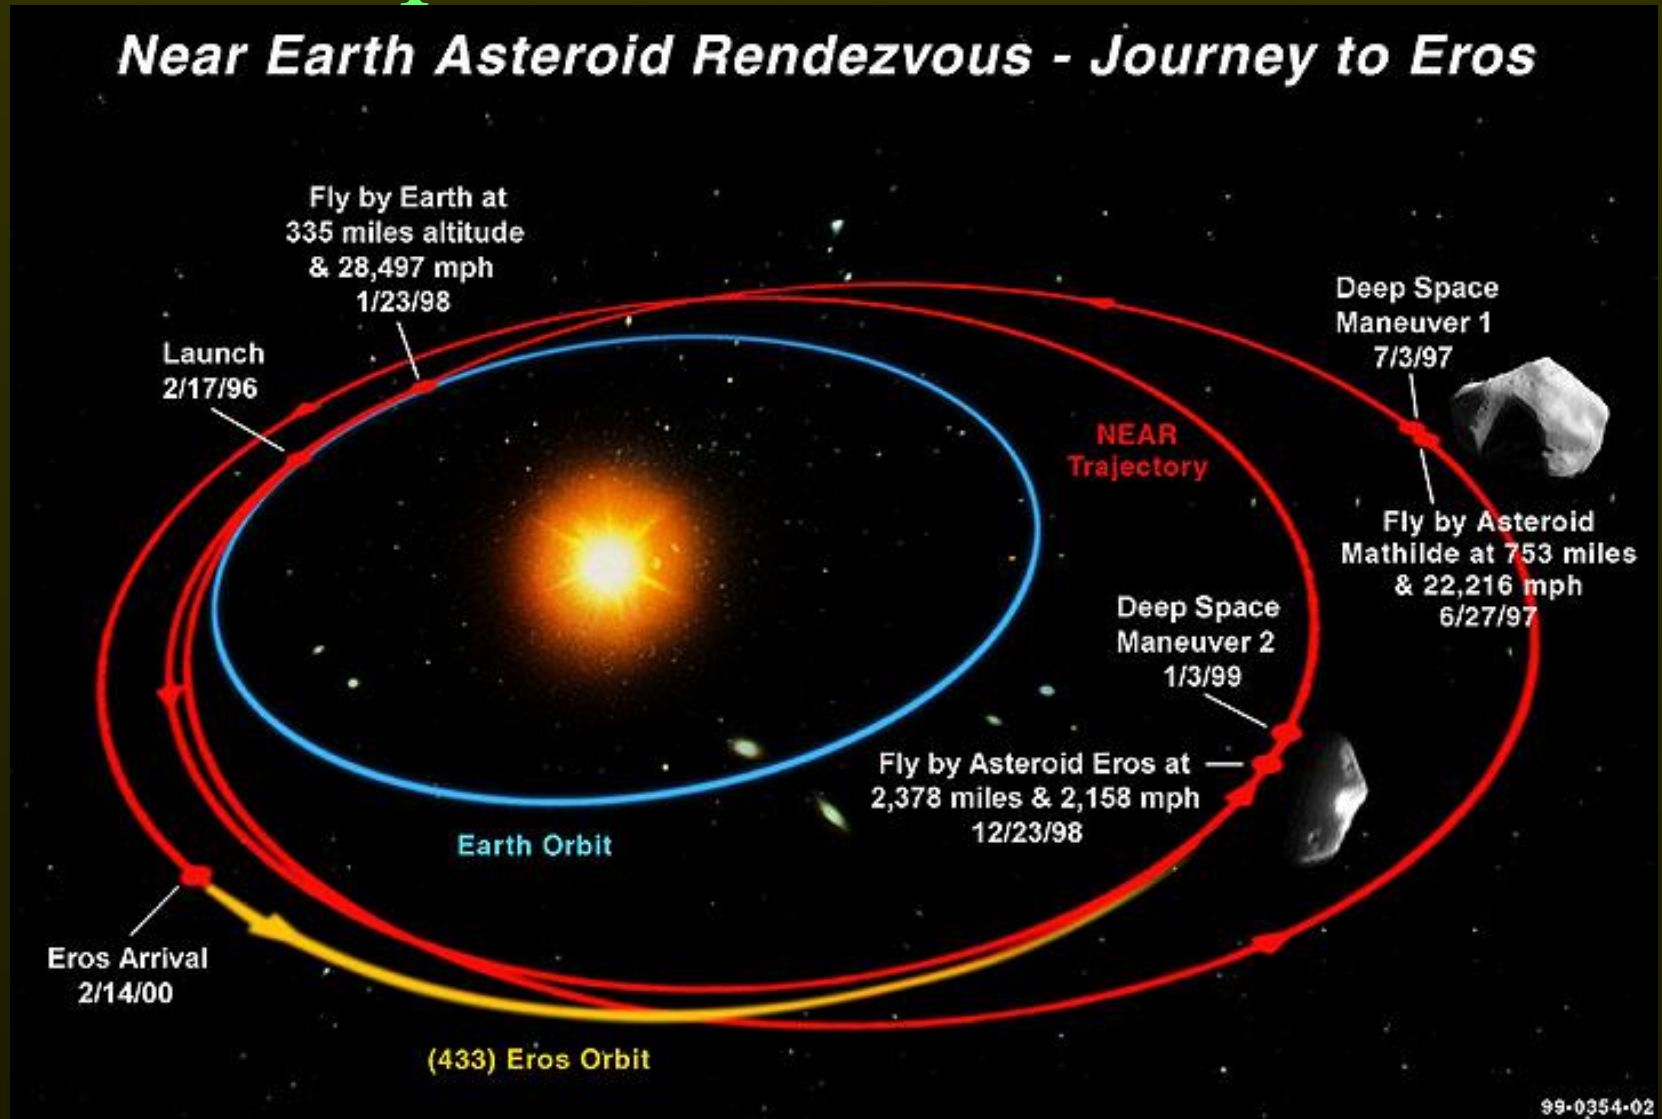 Near Earth Asteroid Rendezvous - Journey to Eros
Fly by Earth at
335 miles altitude
& 28,497 mph
1/23/98
Launch
2/17/96
Deep Space
Maneuver 1
7/3/97
NEAR
Trajectory
Fly by Asteroid
Mathilde at 753 miles
& 22,216 mph
6/27/97
Deep Space
Maneuver 2
1/3/99
Fly by Asteroid Eros at
2,378 miles & 2,158 mph
12/23/98
Earth Orbit
Eros Arrival
2/14/00
(433) Eros Orbit
99-0354-02